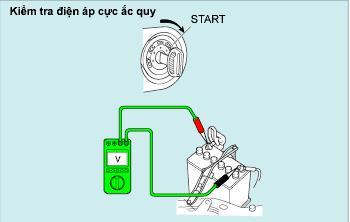 Kiểm tra điện áp cực ắc quy
START
V